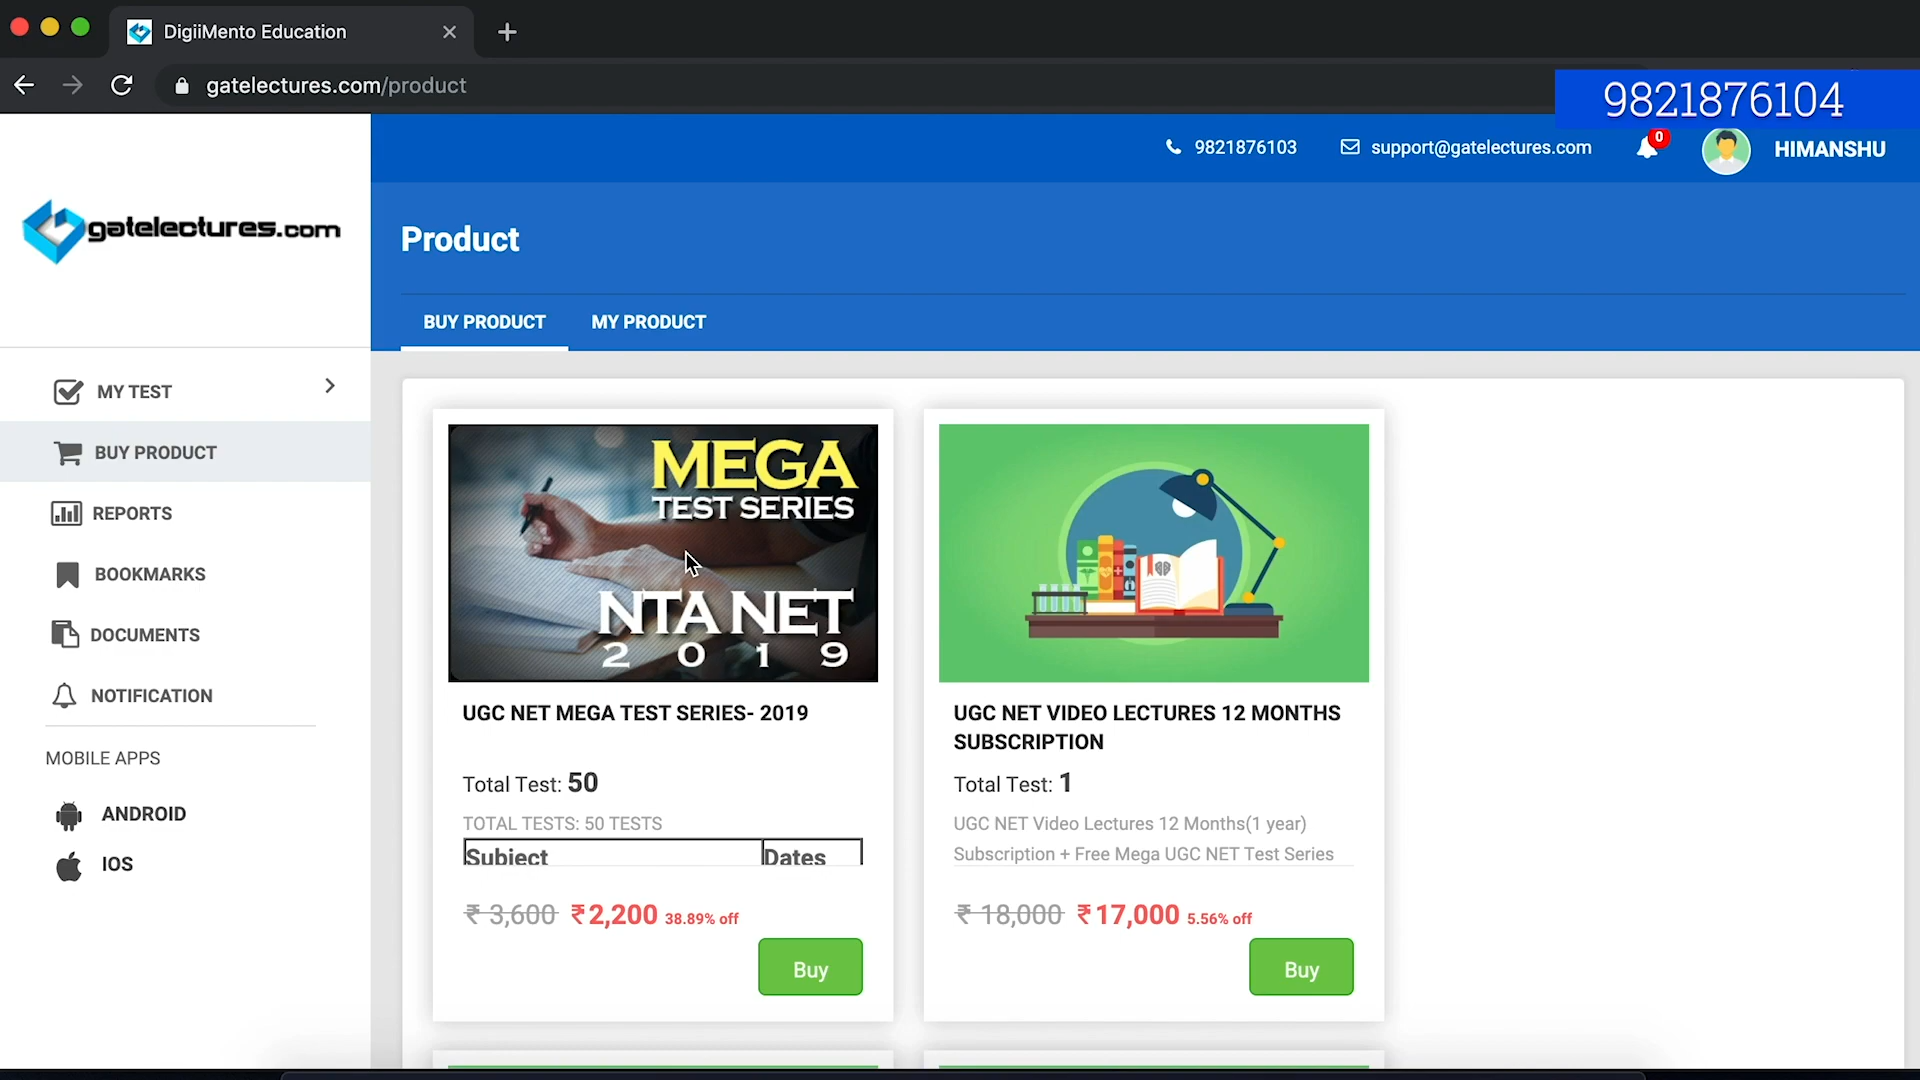 DigiiMento Education
gatelectures.com/product
9821876104
9821876103
support@gatelectures.com
0
HIMANSHU
gatelectures.com
Product
BUY PRODUCT
MY PRODUCT
MY TEST
BUY PRODUCT
REPORTS
BOOKMARKS
DOCUMENTS
NOTIFICATION
MOBILE APPS
ANDROID
IOS
MEGA
TEST SERIES
NTA NET
2019
UGC NET MEGA TEST SERIES- 2019
Total Test: 50
TOTAL TESTS: 50 TESTS
Subject Dates
₹ 3,600 ₹2,200 38.89% off
Buy
UGC NET VIDEO LECTURES 12 MONTHS
SUBSCRIPTION
Total Test: 1
UGC NET Video Lectures 12 Months(1 year)
Subscription + Free Mega UGC NET Test Series
₹ 18,000 ₹17,000 5.56% off
Buy